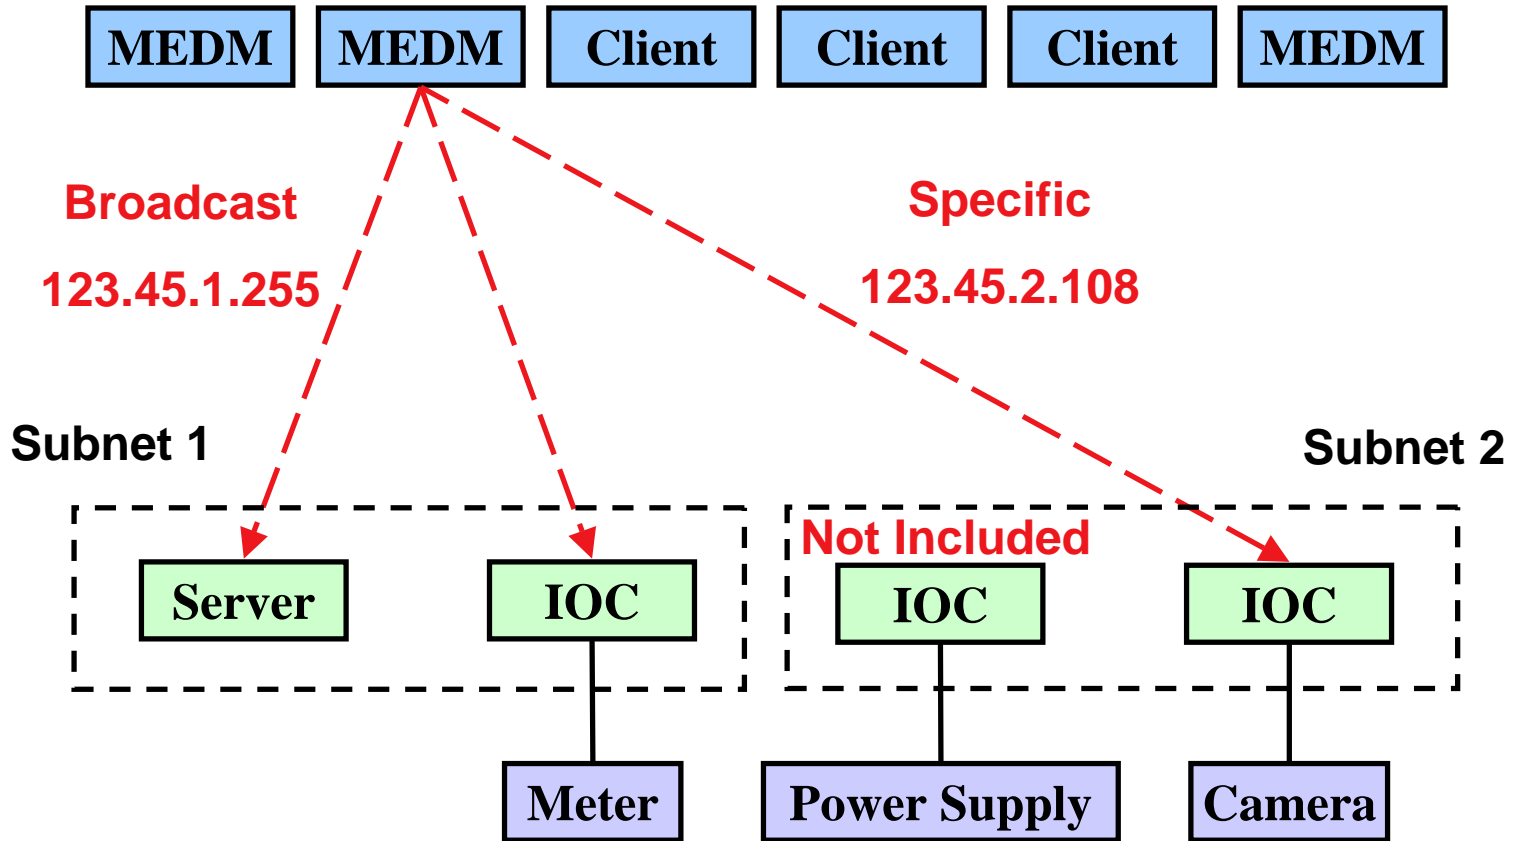 MEDM MEDM Client Client Client MEDM
Broadcast
123.45.1.255
Specific
123.45.2.108
Subnet 1
Subnet 2
Not Included
Server IOC IOC IOC
Meter Power Supply Camera